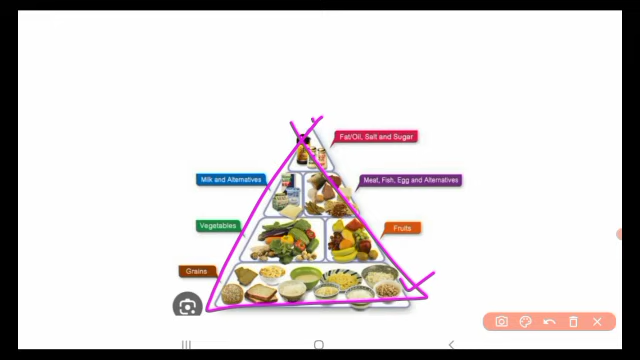 Fat/Oil, Salt and Sugar
Milk and Alternatives
Meat, Fish, Egg and Alternatives
Vegetables
Fruits
Grains